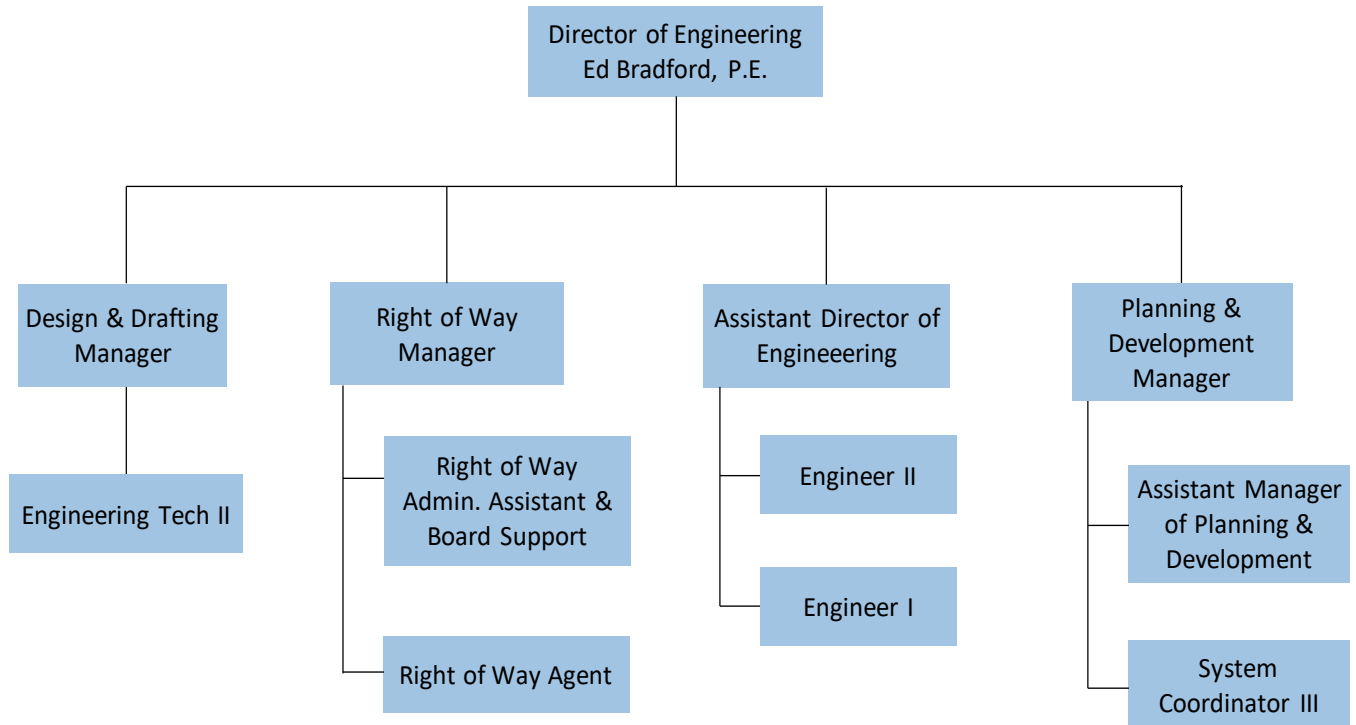 Director of Engineering
Ed Bradford, P.E.
Design & Drafting
Manager
Right of Way
Manager
Assistant Director of
Engineeering
Planning &
Development
Manager
Engineering Tech II
Right of Way
Admin. Assistant &
Board Support
Right of Way Agent
Engineer II
Engineer I
Assistant Manager
of Planning &
Development
System
Coordinator III